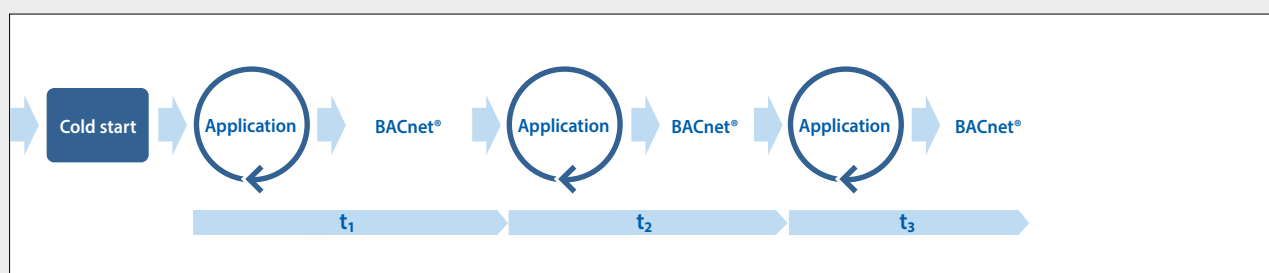 Cold start
Application
BACnet®
Application
BACnet®
Application
BACnet®
t₁
t₂
t₃